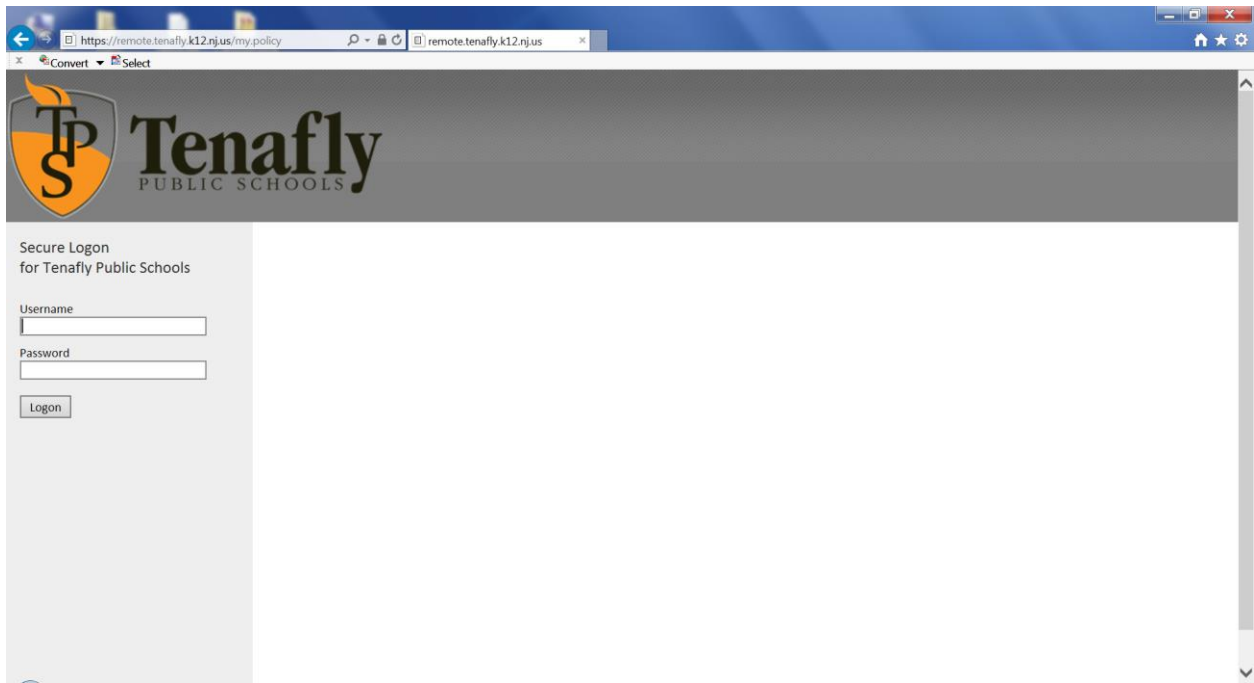 https://remote.tenafly.k12.nj.us/my.policy
remote.tenafly.k12.nj.us
x Convert Select
TPS
Tenafly
PUBLIC SCHOOLS
Secure Logon
for Tenafly Public Schools
Username
Password
Logon